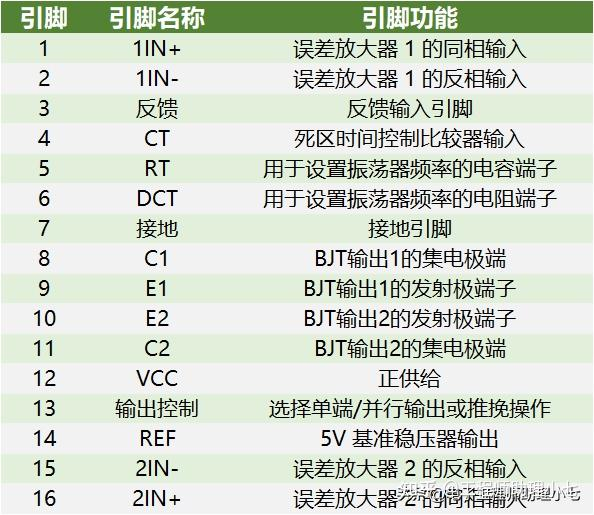 引脚 引脚名称 引脚功能
1 1IN+ 误差放大器 1 的同相输入
2 1IN- 误差放大器 1 的反相输入
3 反馈 反馈输入引脚
4 CT 死区时间控制比较器输入
5 RT 用于设置振荡器频率的电容端子
6 DCT 用于设置振荡器频率的电阻端子
7 接地 接地引脚
8 C1 BJT输出1的集电极端
9 E1 BJT输出1的发射极端子
10 E2 BJT输出2的发射极端子
11 C2 BJT输出2的集电极端
12 VCC 正供给
13 输出控制 选择单端/并行输出或推挽操作
14 REF 5V 基准稳压器输出
15 2IN- 误差放大器 2 的反相输入
16 2IN+ 误差放大器 2 的同相输入
知乎 @工程师助理小七